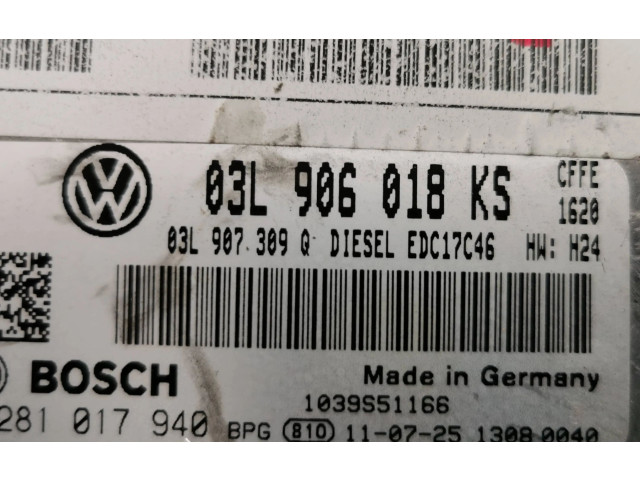 03L 906 018 KS CFFE
1620
03L 907 309 Q DIESEL EDC17C46 HW: H24
BOSCH Made in Germany
1039S51166
281 017 940 BPG 810 11-07-25 1308 0040